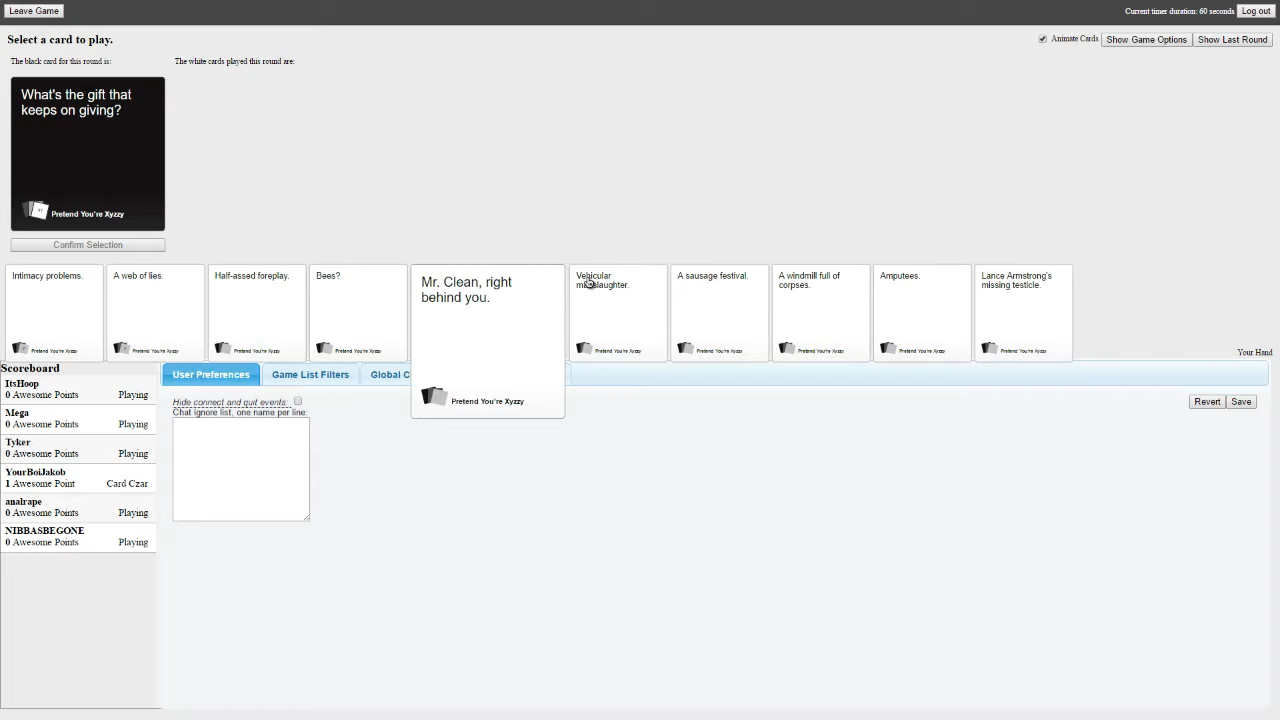 Leave Game
Current timer duration: 60 seconds Log out
Select a card to play.
Animate Cards Show Game Options Show Last Round
The black card for this round is:
The white cards played this round are:
What's the gift that
keeps on giving?
Pretend You're Xyzzy
Confirm Selection
Intimacy problems.
Pretend You're Xyzzy
A web of lies.
Pretend You're Xyzzy
Half-assed foreplay.
Pretend You're Xyzzy
Bees?
Pretend You're Xyzzy
Mr. Clean, right
behind you.
Pretend You're Xyzzy
Vehicular
manslaughter.
Pretend You're Xyzzy
A sausage festival.
Pretend You're Xyzzy
A windmill full of
corpses.
Pretend You're Xyzzy
Amputees.
Pretend You're Xyzzy
Lance Armstrong's
missing testicle.
Pretend You're Xyzzy
Your Hand
Scoreboard
ItsHoop
0 Awesome Points Playing
Mega
0 Awesome Points Playing
Tyker
0 Awesome Points Playing
YourBoiJakob
1 Awesome Point Card Czar
analrape
0 Awesome Points Playing
NIBBASBEGONE
0 Awesome Points Playing
User Preferences Game List Filters Global C
Hide connect and quit events:
Chat ignore list, one name per line:
Revert Save